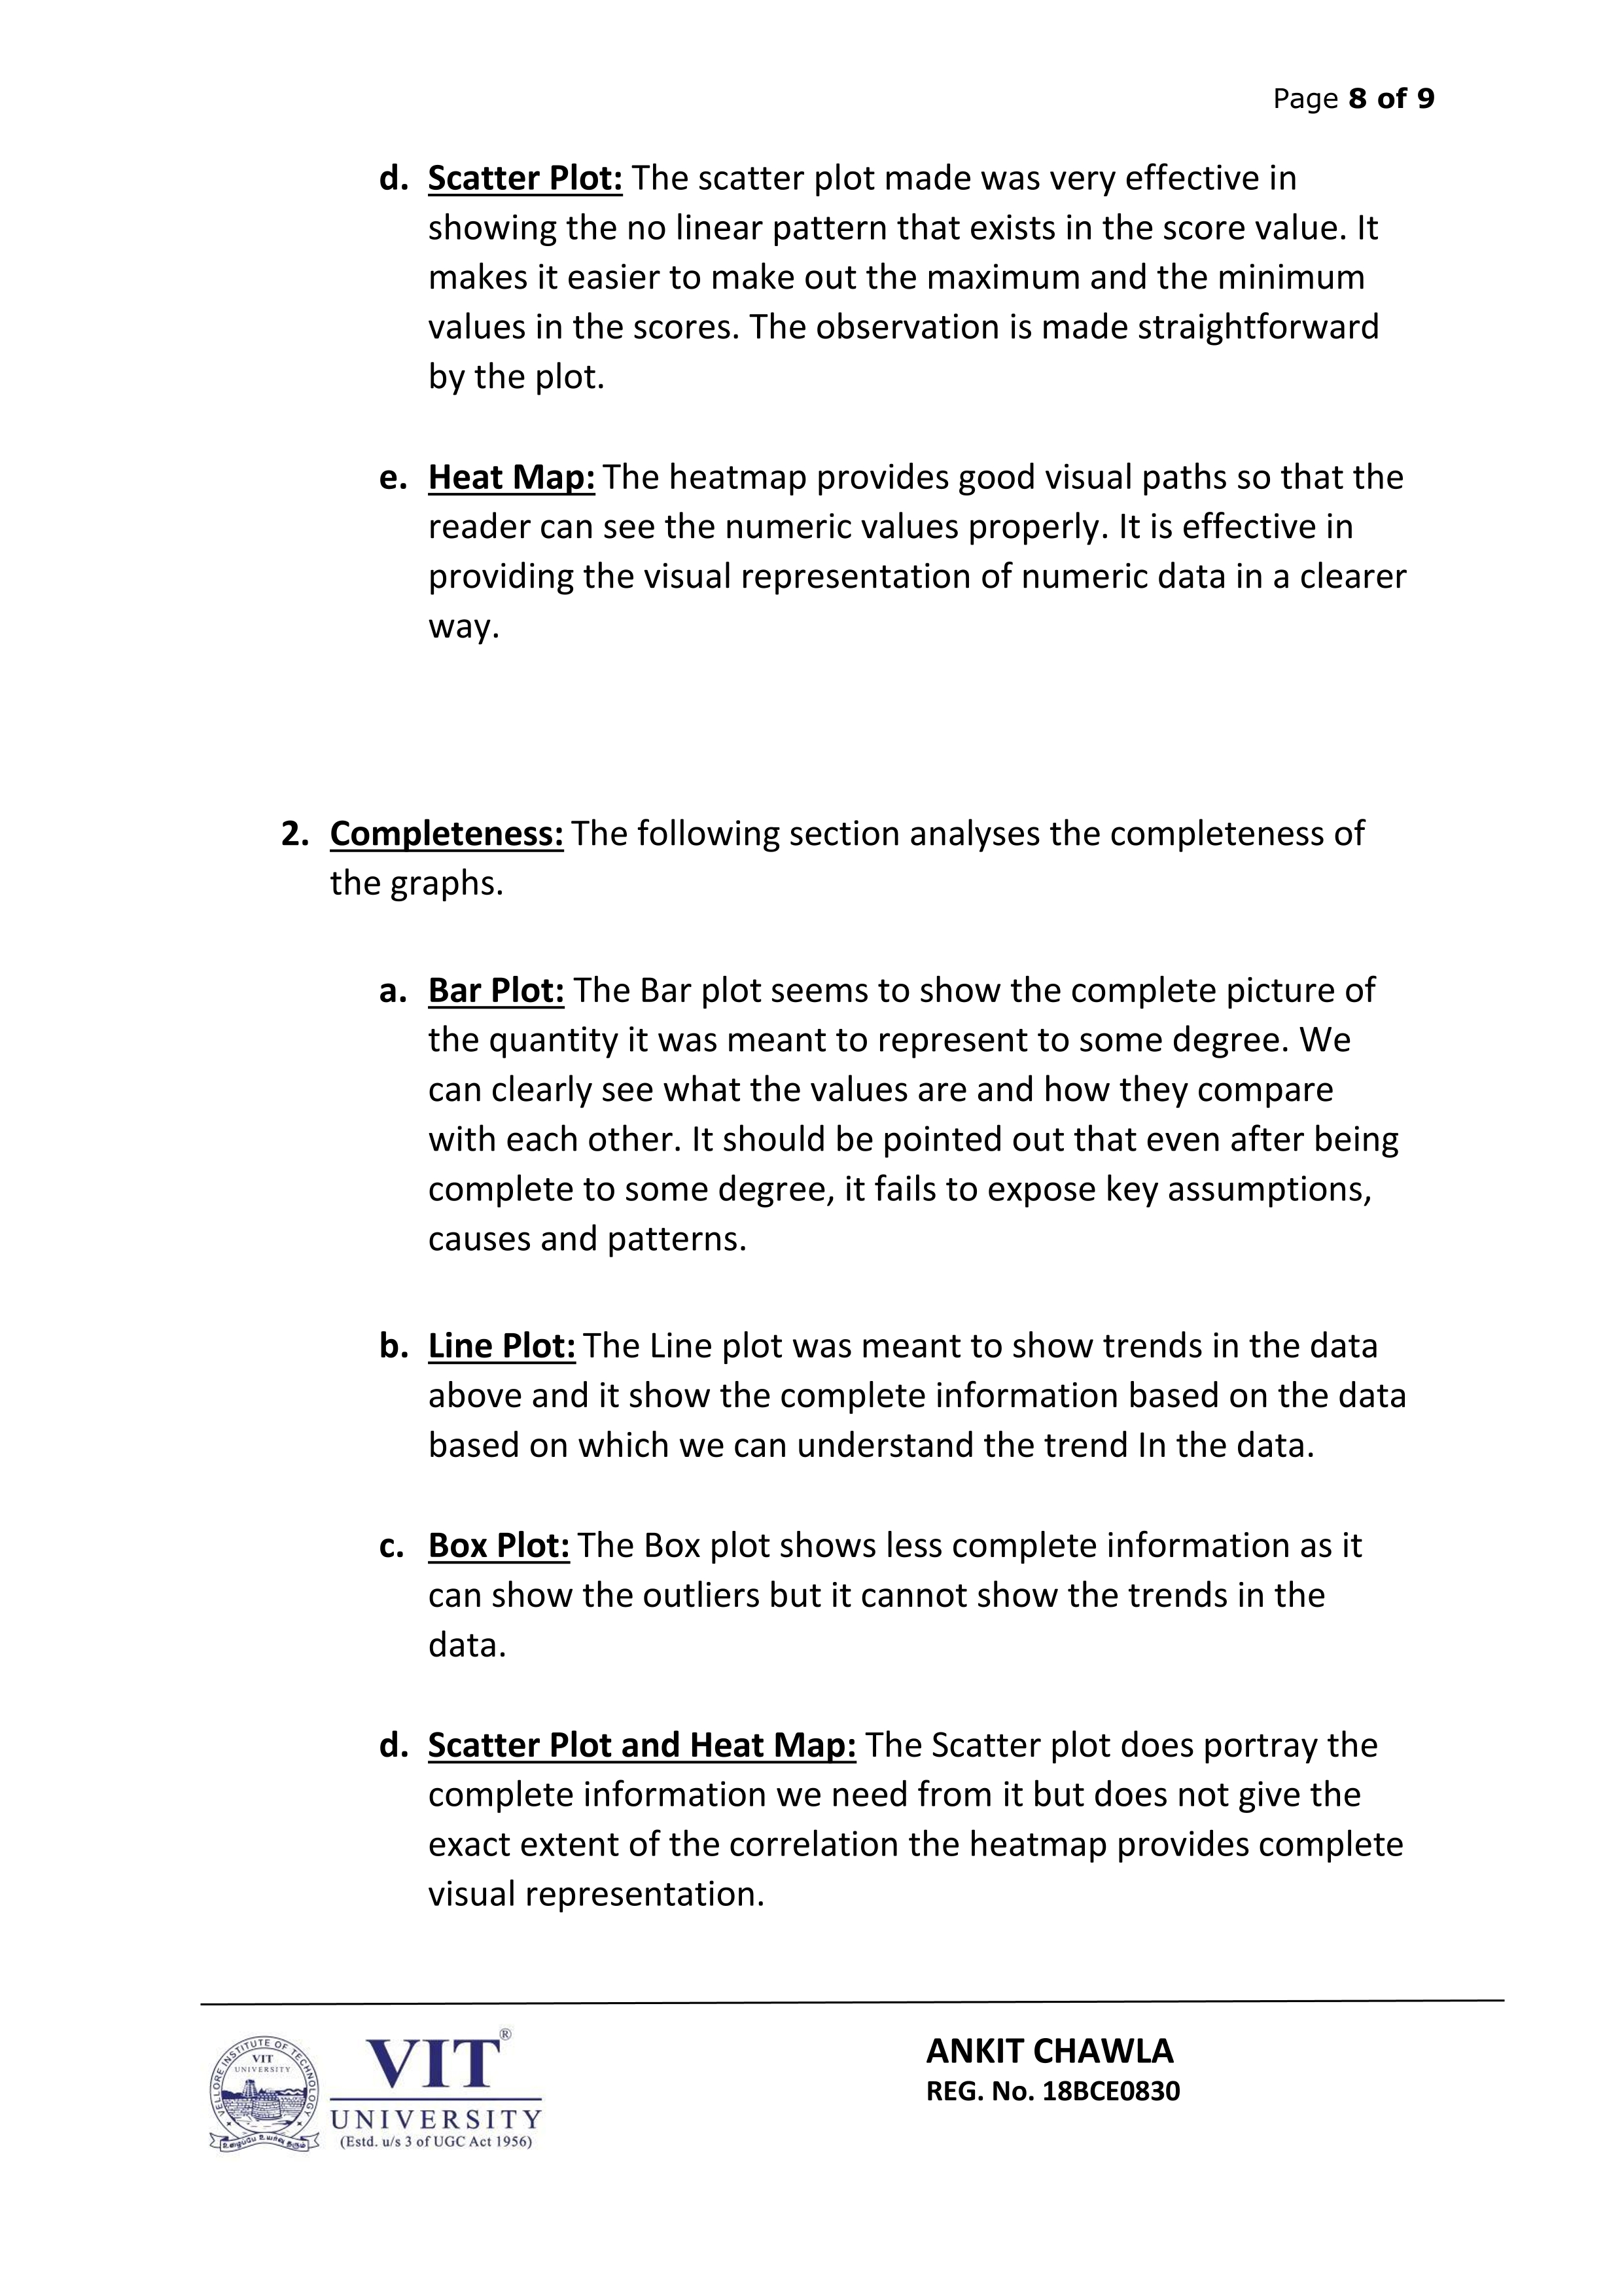 Page 8 of 9
d. Scatter Plot: The scatter plot made was very effective in
showing the no linear pattern that exists in the score value. It
makes it easier to make out the maximum and the minimum
values in the scores. The observation is made straightforward
by the plot.
e. Heat Map: The heatmap provides good visual paths so that the
reader can see the numeric values properly. It is effective in
providing the visual representation of numeric data in a clearer
way.
2. Completeness: The following section analyses the completeness of
the graphs.
a. Bar Plot: The Bar plot seems to show the complete picture of
the quantity it was meant to represent to some degree. We
can clearly see what the values are and how they compare
with each other. It should be pointed out that even after being
complete to some degree, it fails to expose key assumptions,
causes and patterns.
b. Line Plot: The Line plot was meant to show trends in the data
above and it show the complete information based on the data
based on which we can understand the trend In the data.
c. Box Plot: The Box plot shows less complete information as it
can show the outliers but it cannot show the trends in the
data.
d. Scatter Plot and Heat Map: The Scatter plot does portray the
complete information we need from it but does not give the
exact extent of the correlation the heatmap provides complete
visual representation.
VELLORE INSTITUTE OF TECHNOLOGY
VIT
UNIVERSITY
VIT®
UNIVERSITY
(Estd. u/s 3 of UGC Act 1956)
ANKIT CHAWLA
REG. No. 18BCE0830